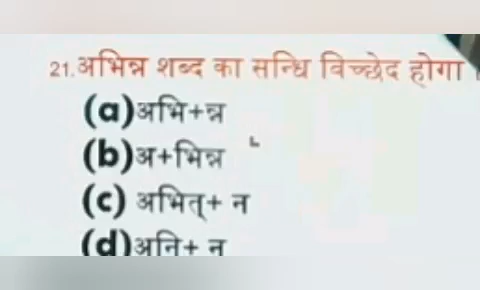 21.अभिन्न शब्द का सन्धि विच्छेद होगा
(a)अभि+न्न
(b)अ+भिन्न
(c) अभित्+ न
(d)अनि+ न